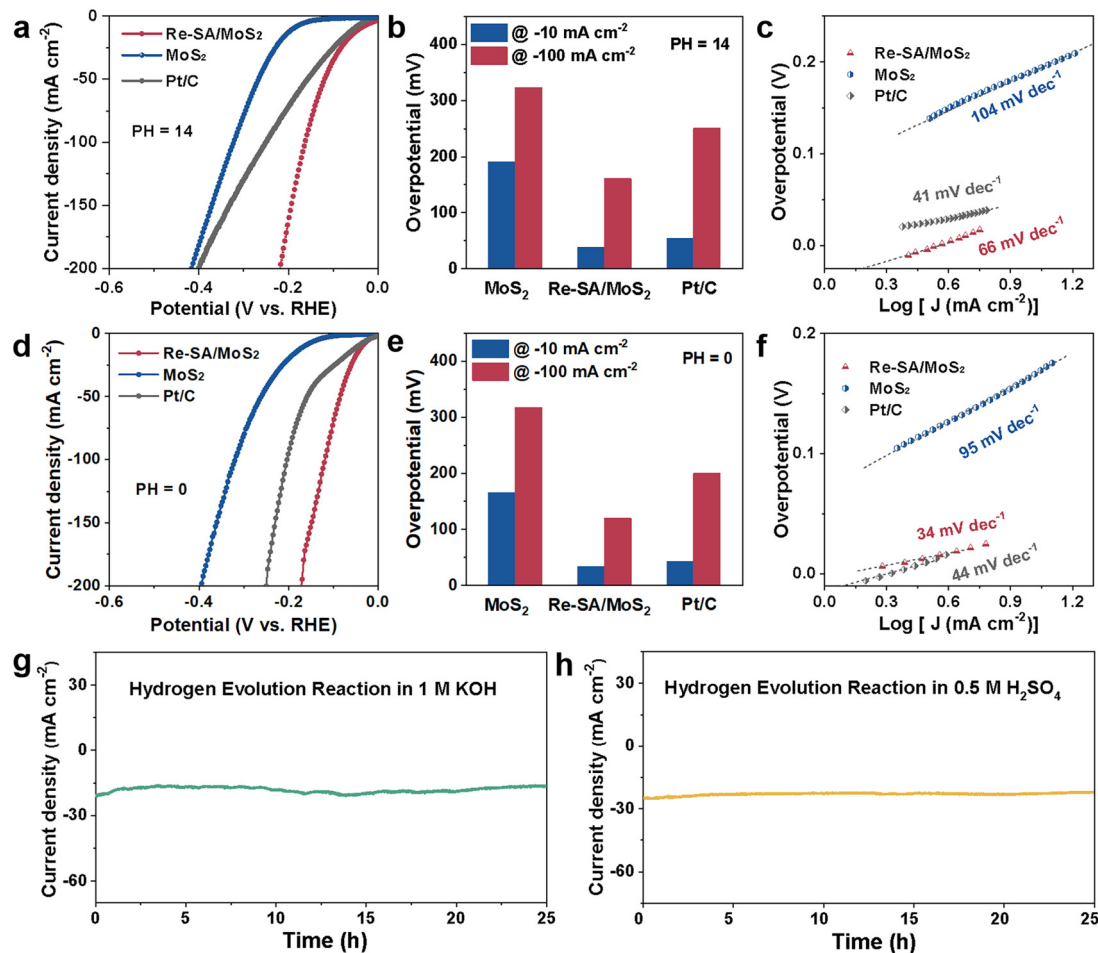 a
Re-SA/MoS₂
MoS₂
Pt/C
PH = 14
Current density (mA cm⁻²)
0
-50
-100
-150
-200
-0.6
-0.4
-0.2
0.0
Potential (V vs. RHE)
b
@ -10 mA cm⁻²
@ -100 mA cm⁻²
PH = 14
Overpotential (mV)
400
300
200
100
0
MoS₂
Re-SA/MoS₂
Pt/C
c
Re-SA/MoS₂
MoS₂
Pt/C
104 mV dec⁻¹
41 mV dec⁻¹
66 mV dec⁻¹
Overpotential (V)
0.2
0.1
0.0
0.0
0.3
0.6
0.9
1.2
Log [ J (mA cm⁻²)]
d
Re-SA/MoS₂
MoS₂
Pt/C
PH = 0
Current density (mA cm⁻²)
0
-50
-100
-150
-200
-0.6
-0.4
-0.2
0.0
Potential (V vs. RHE)
e
@ -10 mA cm⁻²
@ -100 mA cm⁻²
PH = 0
Overpotential (mV)
400
300
200
100
0
MoS₂
Re-SA/MoS₂
Pt/C
f
Re-SA/MoS₂
MoS₂
Pt/C
95 mV dec⁻¹
34 mV dec⁻¹
44 mV dec⁻¹
Overpotential (V)
0.2
0.1
0.0
0.0
0.3
0.6
0.9
1.2
Log [ J (mA cm⁻²)]
g
Hydrogen Evolution Reaction in 1 M KOH
Current density (mA cm⁻²)
30
0
-30
-60
0
5
10
15
20
25
Time (h)
h
Hydrogen Evolution Reaction in 0.5 M H₂SO₄
Current density (mA cm⁻²)
30
0
-30
-60
0
5
10
15
20
25
Time (h)